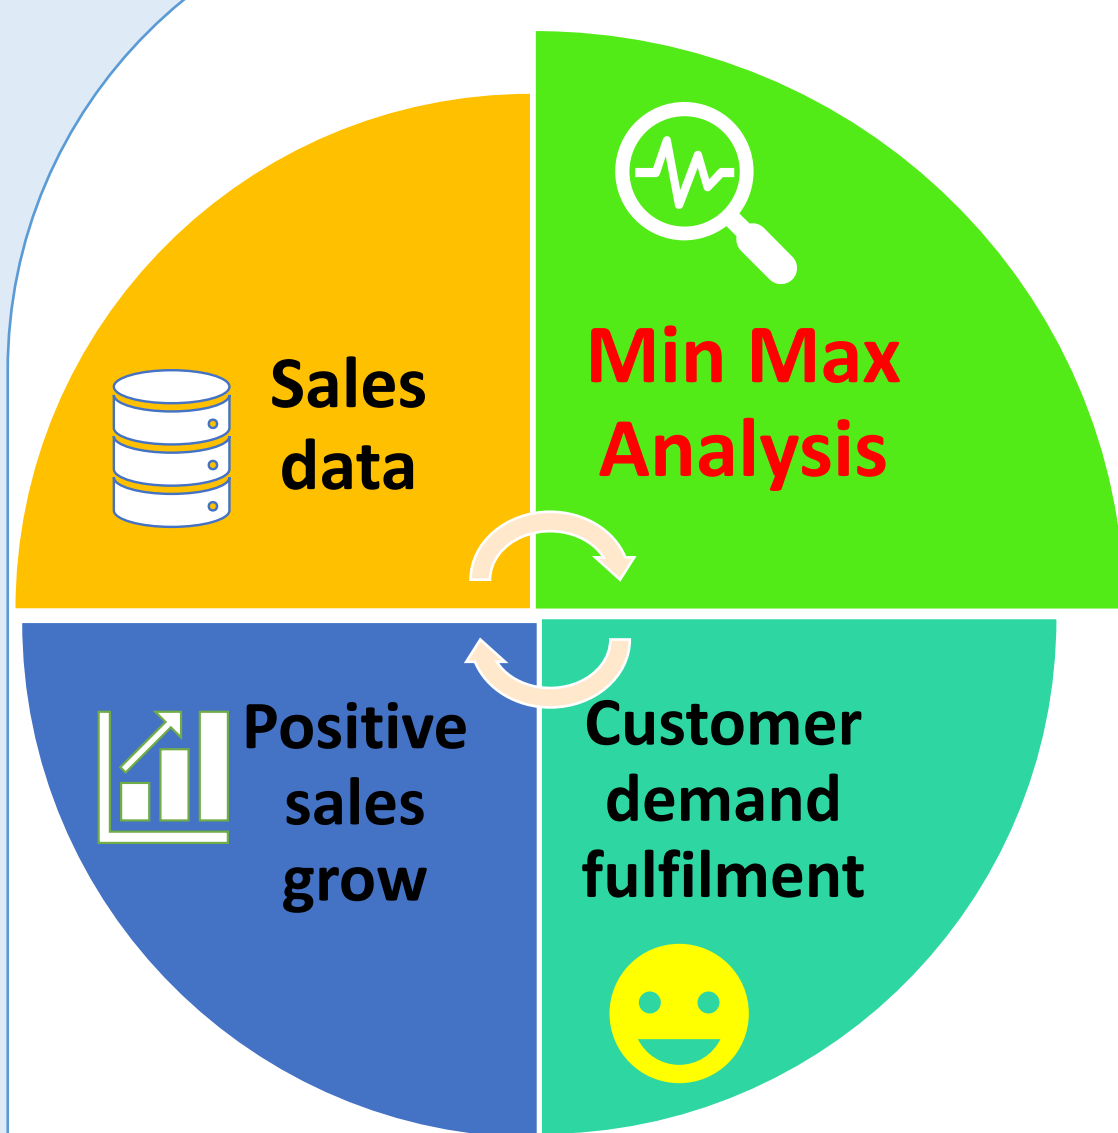 Sales
data
Min Max
Analysis
Positive
sales
grow
Customer
demand
fulfilment